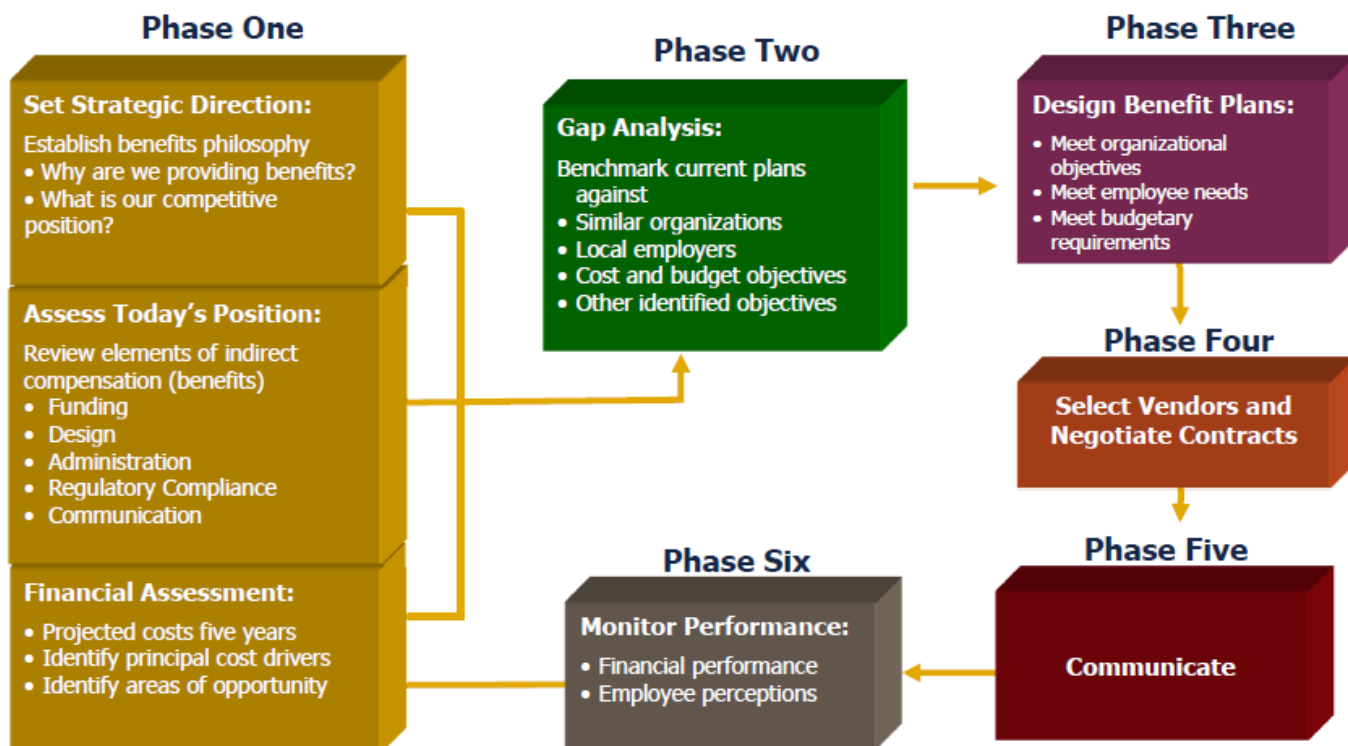 Phase One
Set Strategic Direction:
Establish benefits philosophy
• Why are we providing benefits?
• What is our competitive
position?
Assess Today’s Position:
Review elements of indirect
compensation (benefits)
• Funding
• Design
• Administration
• Regulatory Compliance
• Communication
Financial Assessment:
• Projected costs five years
• Identify principal cost drivers
• Identify areas of opportunity
Phase Two
Gap Analysis:
Benchmark current plans
against
• Similar organizations
• Local employers
• Cost and budget objectives
• Other identified objectives
Phase Three
Design Benefit Plans:
• Meet organizational
objectives
• Meet employee needs
• Meet budgetary
requirements
Phase Four
Select Vendors and
Negotiate Contracts
Phase Five
Communicate
Phase Six
Monitor Performance:
• Financial performance
• Employee perceptions